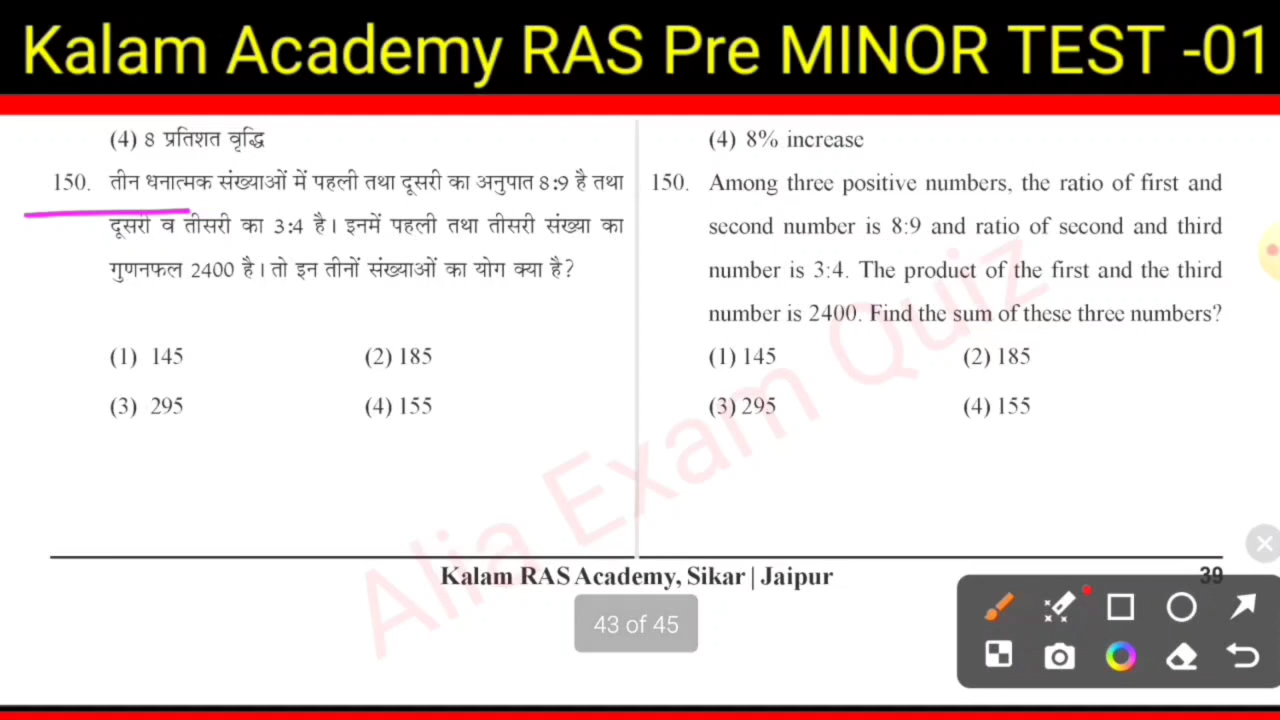 Kalam Academy RAS Pre MINOR TEST -01
(4) 8 प्रतिशत वृद्धि
150. तीन धनात्मक संख्याओं में पहली तथा दूसरी का अनुपात 8:9 है तथा
दूसरी व तीसरी का 3:4 है। इनमें पहली तथा तीसरी संख्या का
गुणनफल 2400 है। तो इन तीनों संख्याओं का योग क्या है?
(1) 145 (2) 185
(3) 295 (4) 155
(4) 8% increase
150. Among three positive numbers, the ratio of first and
second number is 8:9 and ratio of second and third
number is 3:4. The product of the first and the third
number is 2400. Find the sum of these three numbers?
(1) 145 (2) 185
(3) 295 (4) 155
Alia Exam Quiz
Kalam RAS Academy, Sikar | Jaipur 39
43 of 45